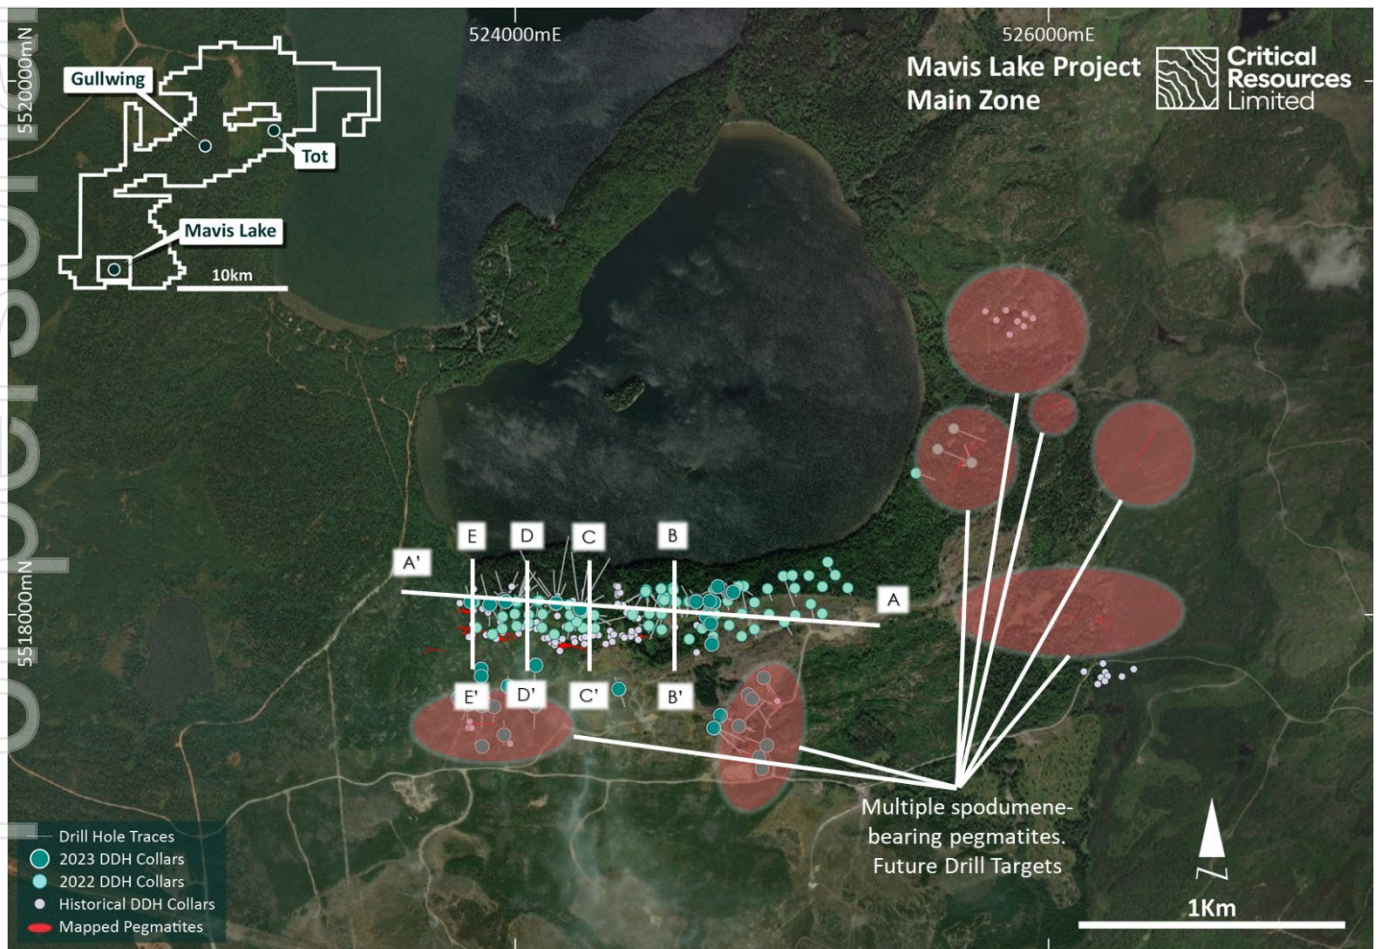 524000mE
526000mE
5520000mN
5518000mN
Mavis Lake Project
Main Zone
Critical
Resources
Limited
Gullwing
Tot
Mavis Lake
10km
E
D
C
B
A'
A
E'
D'
C'
B'
Multiple spodumene-
bearing pegmatites.
Future Drill Targets
Drill Hole Traces
2023 DDH Collars
2022 DDH Collars
Historical DDH Collars
Mapped Pegmatites
N
1Km